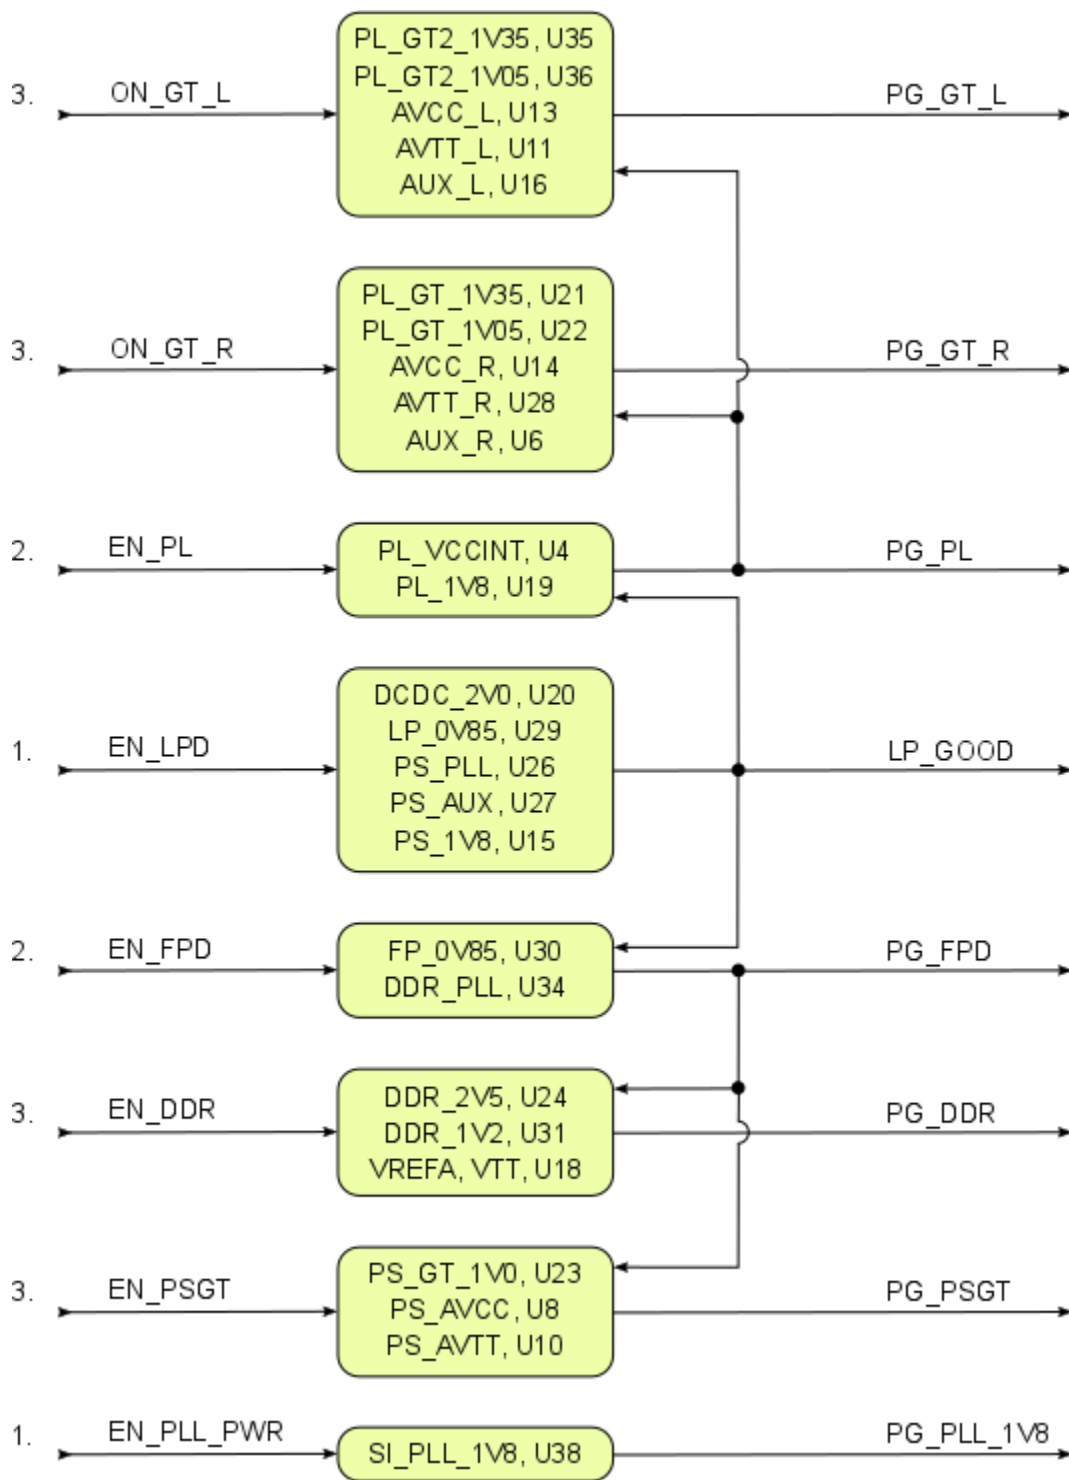 PL_GT2_1V35, U35
PL_GT2_1V05, U36
AVCC_L, U13
AVTT_L, U11
AUX_L, U16
3.
ON_GT_L
PG_GT_L
PL_GT_1V35, U21
PL_GT_1V05, U22
AVCC_R, U14
AVTT_R, U28
AUX_R, U6
3.
ON_GT_R
PG_GT_R
2.
EN_PL
PL_VCCINT, U4
PL_1V8, U19
PG_PL
1.
EN_LPD
DCDC_2V0, U20
LP_0V85, U29
PS_PLL, U26
PS_AUX, U27
PS_1V8, U15
LP_GOOD
2.
EN_FPD
FP_0V85, U30
DDR_PLL, U34
PG_FPD
3.
EN_DDR
DDR_2V5, U24
DDR_1V2, U31
VREFA, VTT, U18
PG_DDR
3.
EN_PSGT
PS_GT_1V0, U23
PS_AVCC, U8
PS_AVTT, U10
PG_PSGT
1.
EN_PLL_PWR
SI_PLL_1V8, U38
PG_PLL_1V8